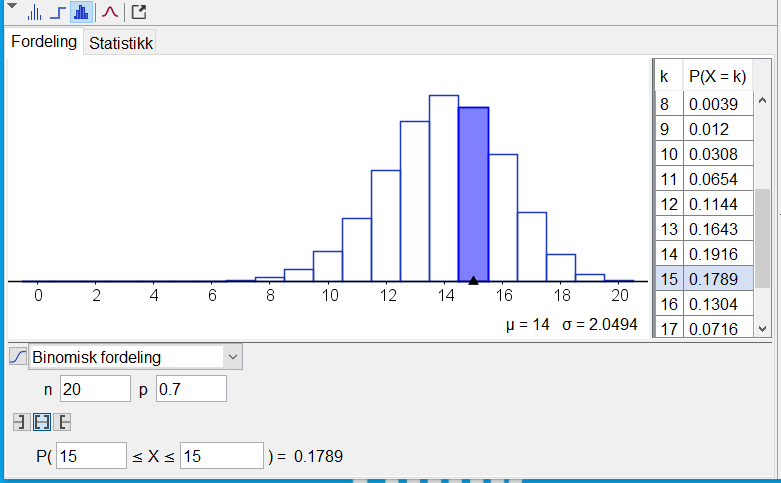 Fordeling Statistikk
k P(X = k)
8 0.0039
9 0.012
10 0.0308
11 0.0654
12 0.1144
13 0.1643
14 0.1916
15 0.1789
16 0.1304
17 0.0716
0 2 4 6 8 10 12 14 16 18 20
μ = 14 σ = 2.0494
Binomisk fordeling
n 20 p 0.7
P( 15 ≤ X ≤ 15 ) = 0.1789